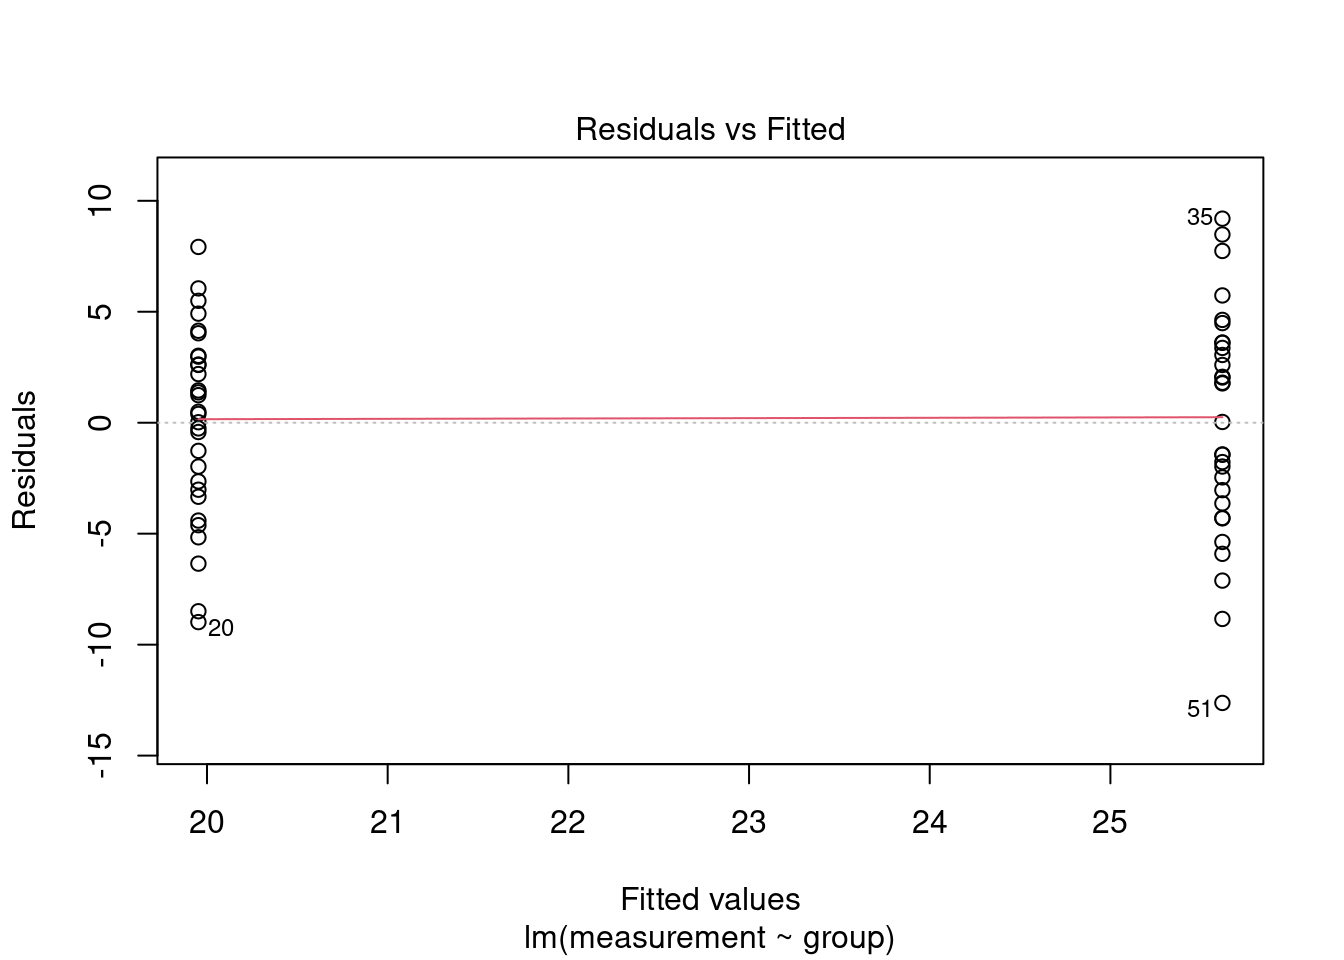 Residuals vs Fitted
Residuals
10
5
0
-5
-10
-15
35
20
51
20 21 22 23 24 25
Fitted values
lm(measurement ~ group)